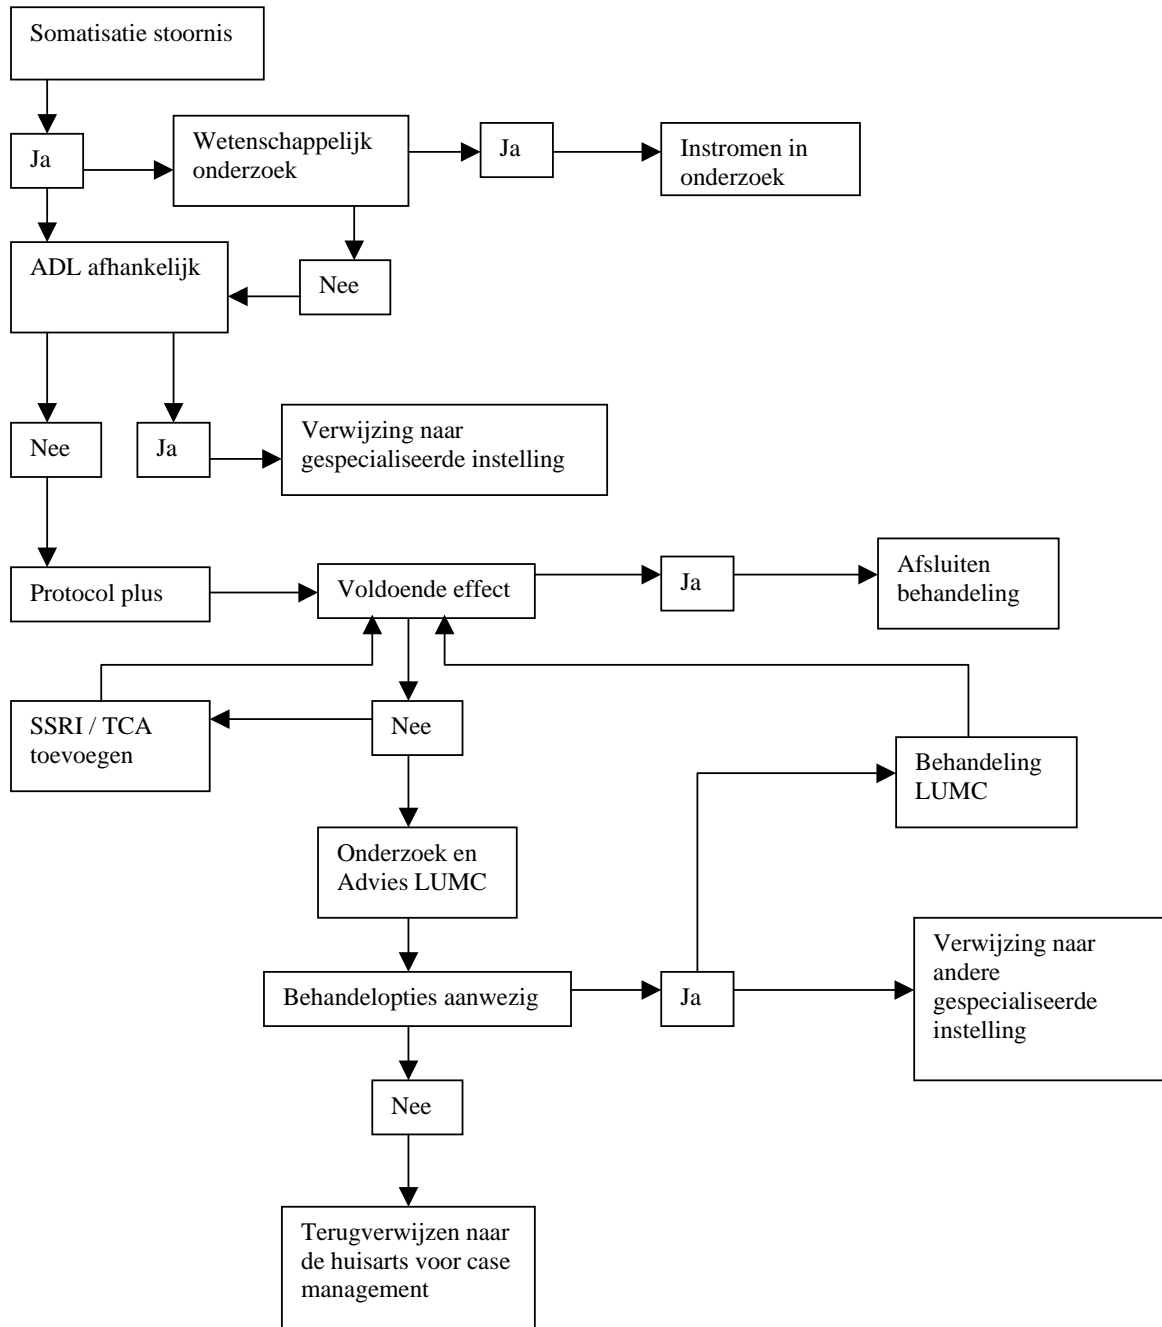 Somatisatie stoornis
Ja
Wetenschappelijk
onderzoek
Ja
Instromen in
onderzoek
ADL afhankelijk
Nee
Nee
Ja
Verwijzing naar
gespecialiseerde instelling
Protocol plus
Voldoende effect
Ja
Afsluiten
behandeling
SSRI / TCA
toevoegen
Nee
Behandeling
LUMC
Onderzoek en
Advies LUMC
Behandelopties aanwezig
Ja
Verwijzing naar
andere
gespecialiseerde
instelling
Nee
Terugverwijzen naar
de huisarts voor case
management